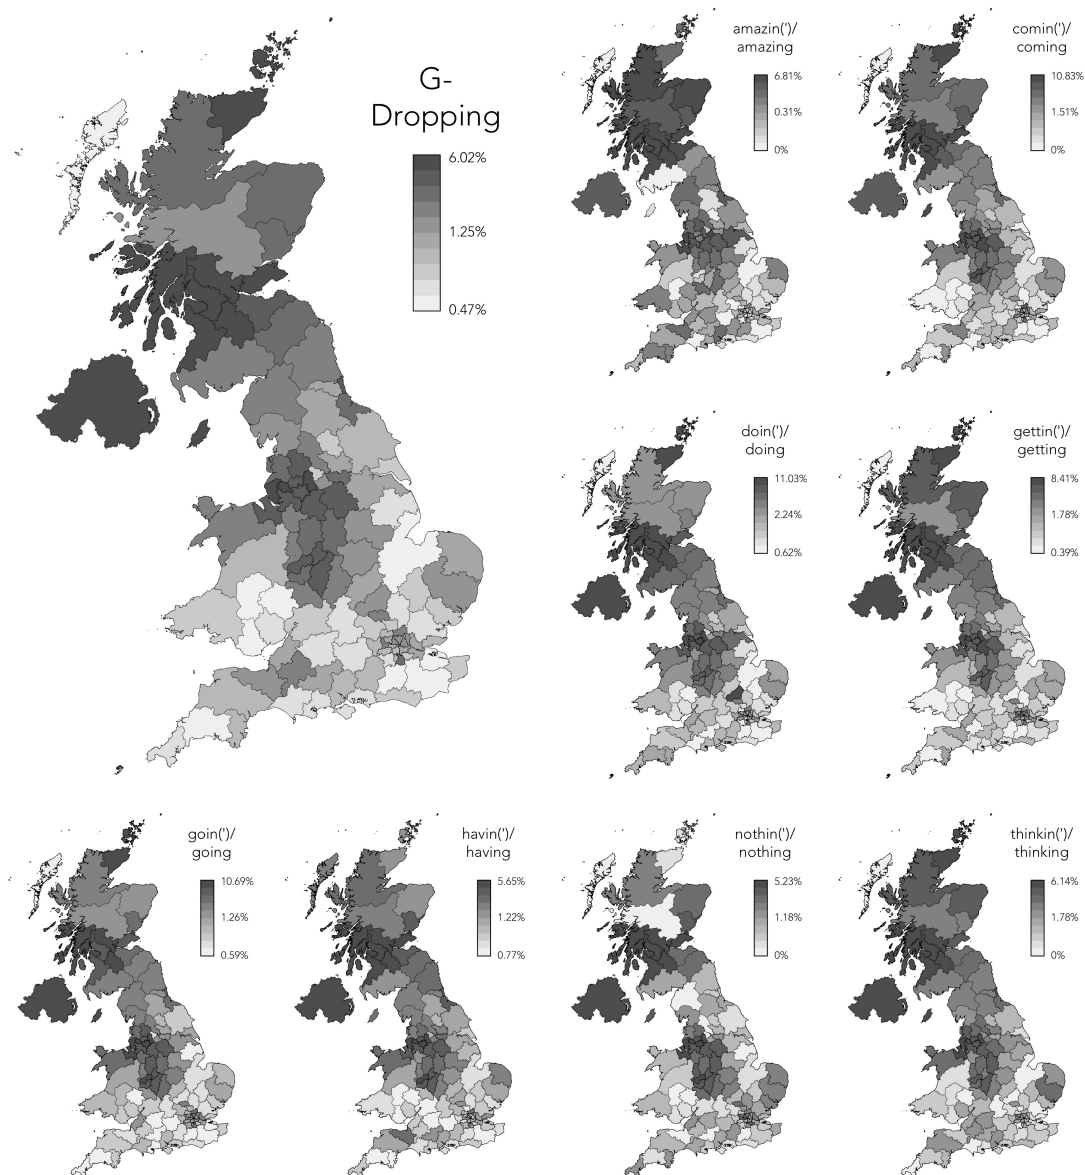 G-
Dropping
6.02%
1.25%
0.47%
amazin(')/
amazing
6.81%
0.31%
0%
comin(')/
coming
10.83%
1.51%
0%
doin(')/
doing
11.03%
2.24%
0.62%
gettin(')/
getting
8.41%
1.78%
0.39%
goin(')/
going
10.69%
1.26%
0.59%
havin(')/
having
5.65%
1.22%
0.77%
nothin(')/
nothing
5.23%
1.18%
0%
thinkin(')/
thinking
6.14%
1.78%
0%